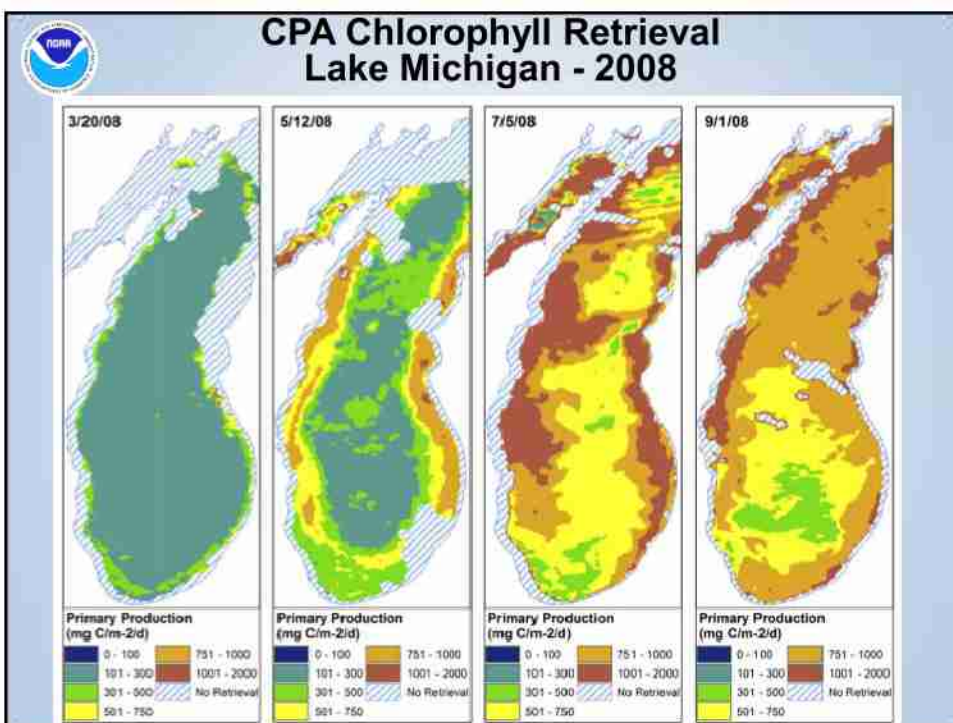 NOAA
CPA Chlorophyll Retrieval
Lake Michigan - 2008
3/20/08
5/12/08
7/5/08
9/1/08
Primary Production
(mg C/m-2/d)
0 - 100
101 - 300
301 - 500
501 - 750
751 - 1000
1001 - 2000
No Retrieval
Primary Production
(mg C/m-2/d)
0 - 100
101 - 300
301 - 500
501 - 750
751 - 1000
1001 - 2000
No Retrieval
Primary Production
(mg C/m-2/d)
0 - 100
101 - 300
301 - 500
501 - 750
751 - 1000
1001 - 2000
No Retrieval
Primary Production
(mg C/m-2/d)
0 - 100
101 - 300
301 - 500
501 - 750
751 - 1000
1001 - 2000
No Retrieval